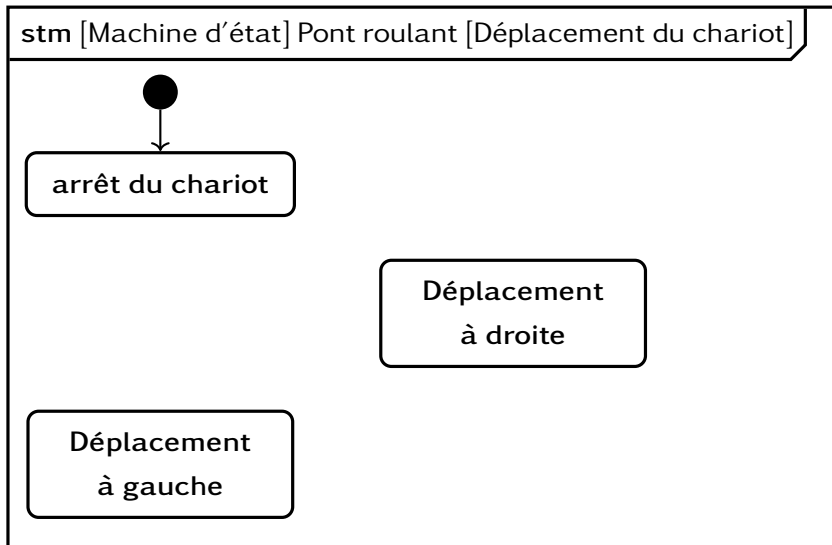 stm [Machine d′état] Pont roulant [Déplacement du chariot]
arrêt du chariot
Déplacement
à droite
Déplacement
à gauche